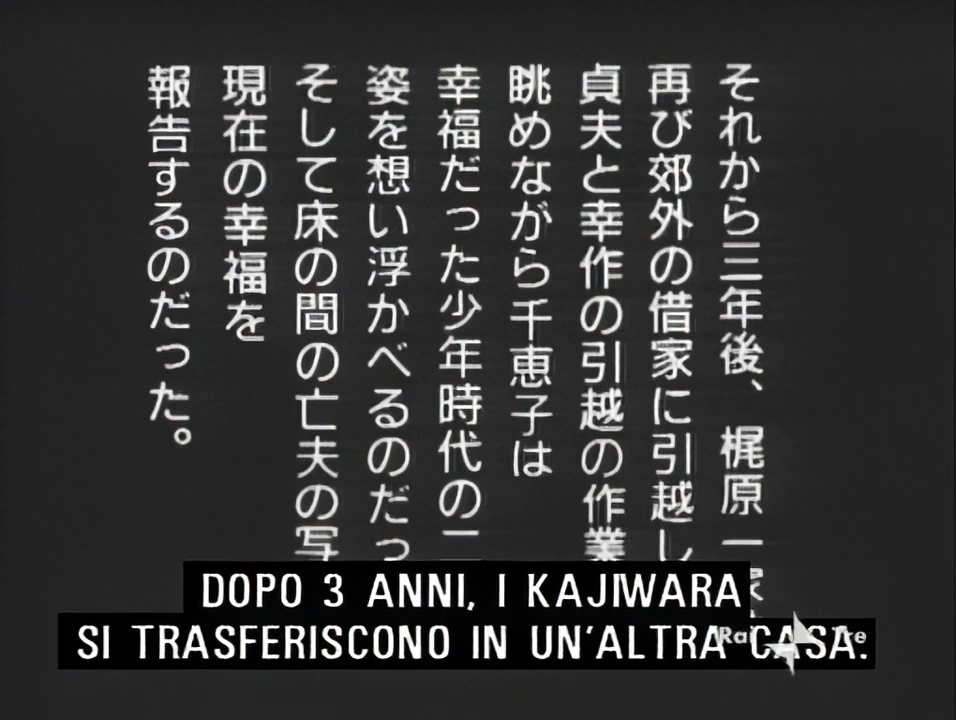 それから三年後、梶原一家
再び郊外の借家に引越し
貞夫と幸作の引越の作業
眺めながら千恵子は
幸福だった少年時代の二
姿を想い浮かべるのだっ
そして床の間の亡夫の写
現在の幸福を
報告するのだった。
DOPO 3 ANNI, I KAJIWARA
SI TRASFERISCONO IN UN'ALTRA CASA.
Rai Tre